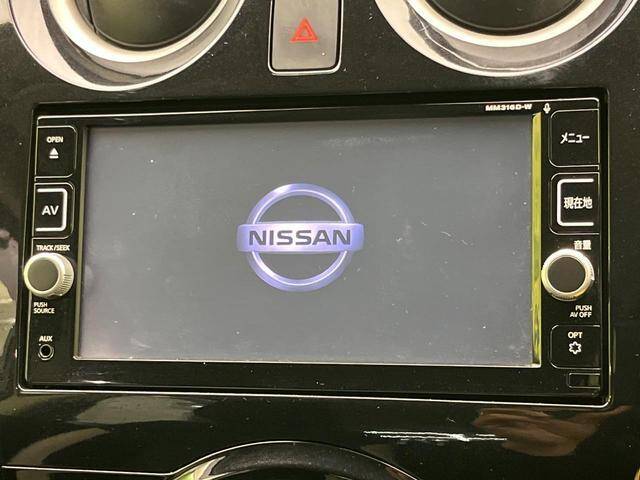 MM316D-W
OPEN
メニュー
AV
現在地
TRACK/SEEK
音量
NISSAN
PUSH
SOURCE
PUSH
AV OFF
AUX
OPT